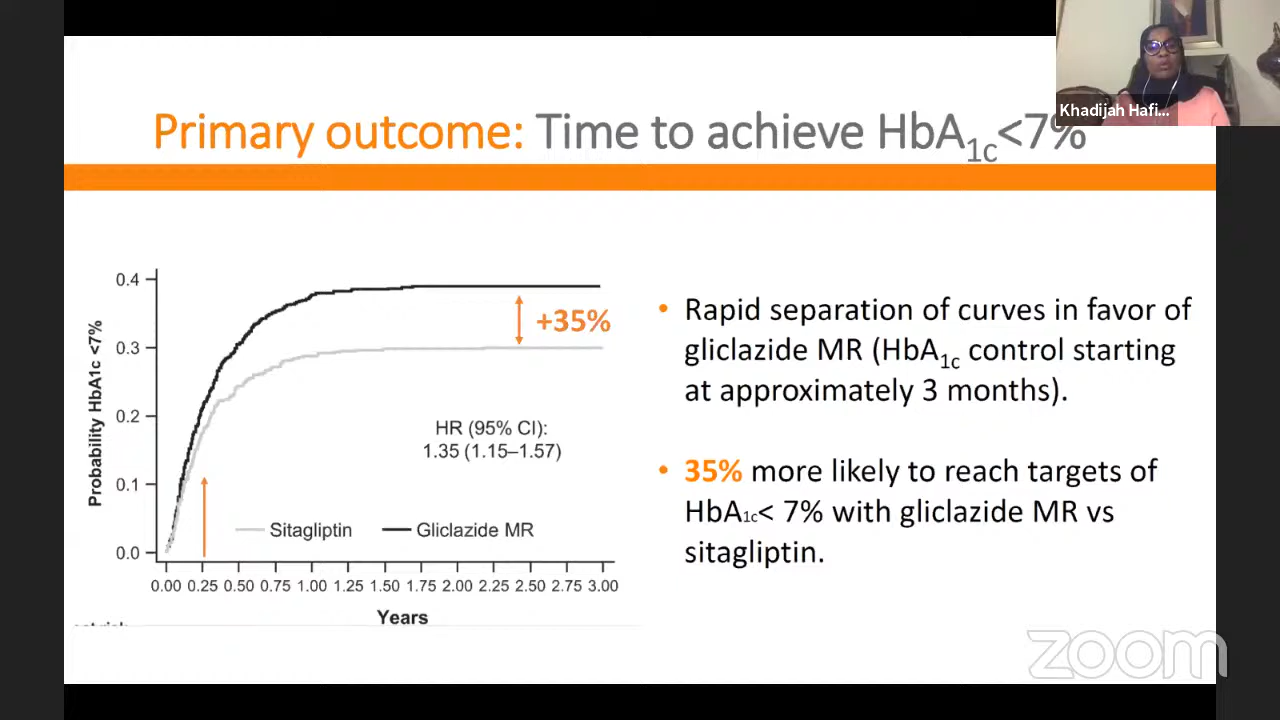 Khadijah Hafi...
Primary outcome: Time to achieve HbA1c<7%
0.4
0.3
0.2
0.1
0.0
Probability HbA1c <7%
+35%
HR (95% CI):
1.35 (1.15–1.57)
Sitagliptin
Gliclazide MR
0.00 0.25 0.50 0.75 1.00 1.25 1.50 1.75 2.00 2.25 2.50 2.75 3.00
Years
• Rapid separation of curves in favor of
gliclazide MR (HbA1c control starting
at approximately 3 months).
• 35% more likely to reach targets of
HbA1c< 7% with gliclazide MR vs
sitagliptin.
zoom